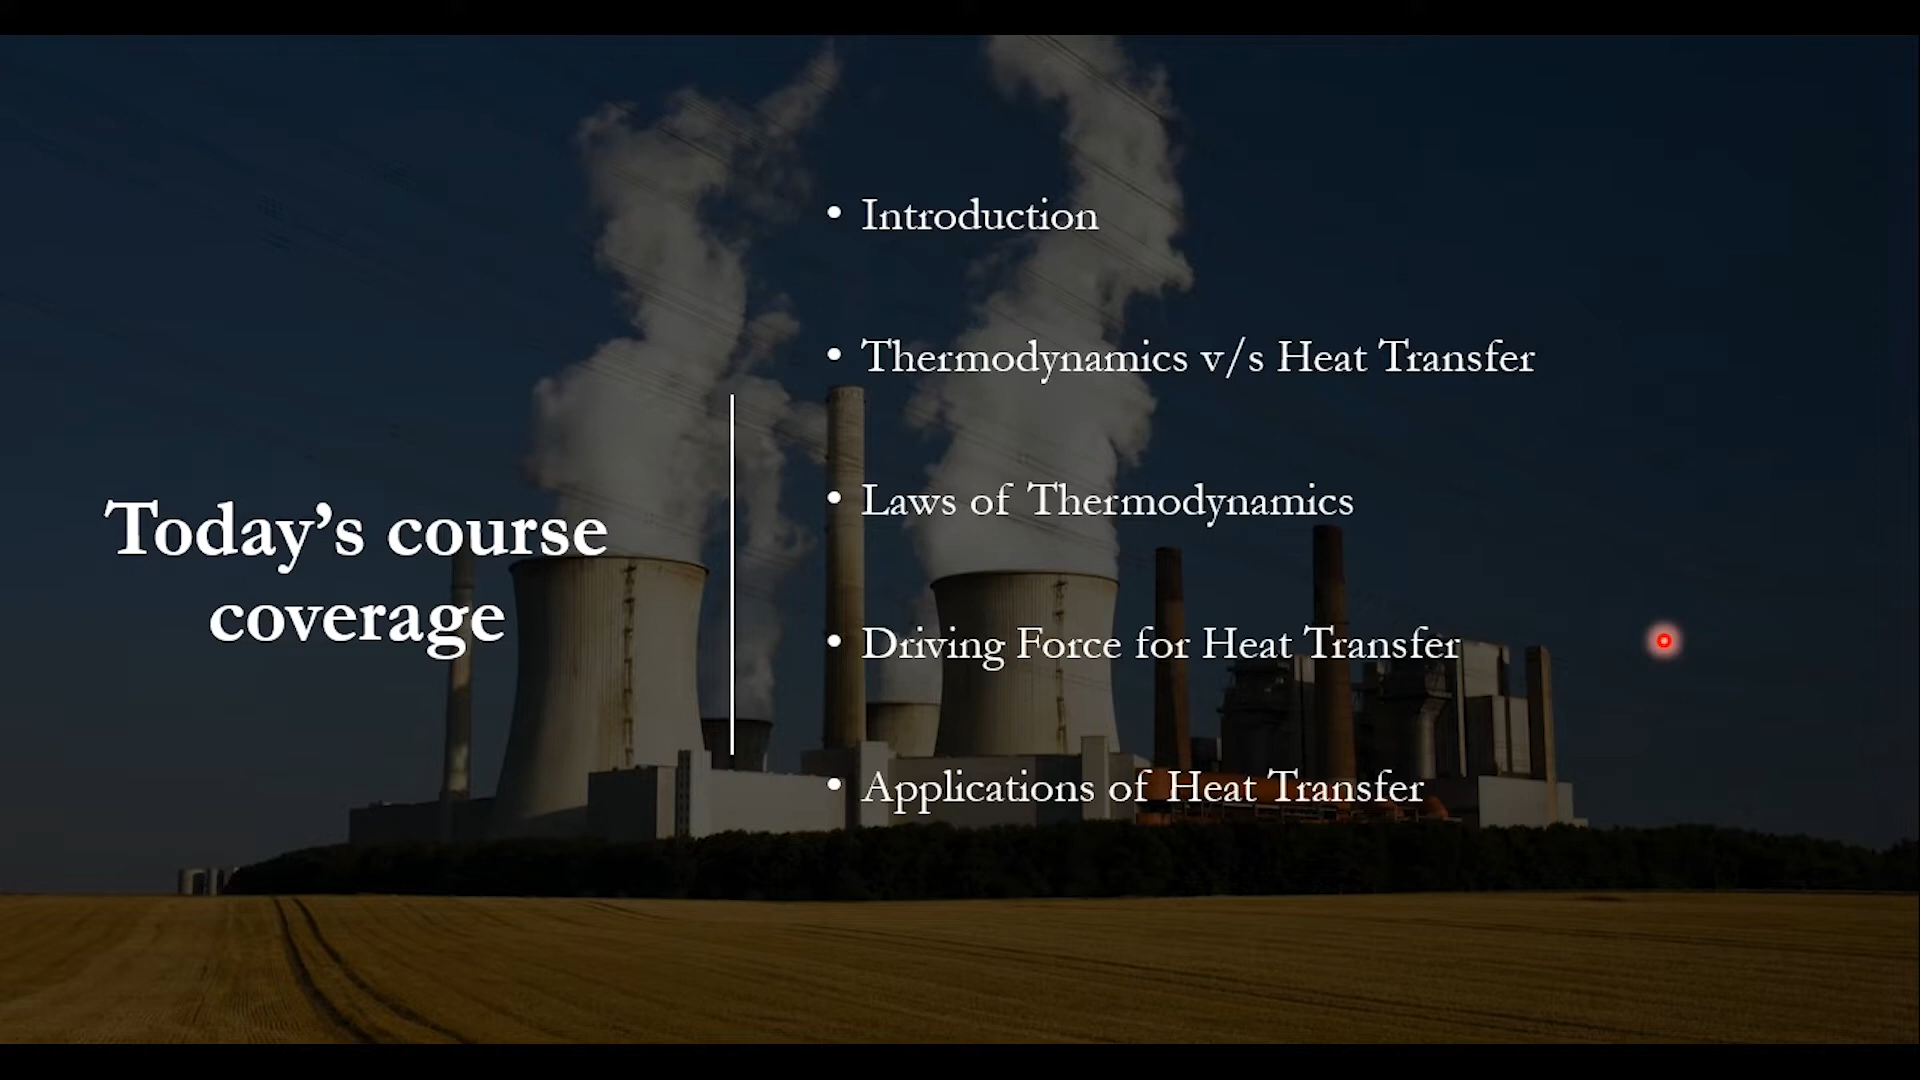 Today’s course
coverage
• Introduction
• Thermodynamics v/s Heat Transfer
• Laws of Thermodynamics
• Driving Force for Heat Transfer
• Applications of Heat Transfer